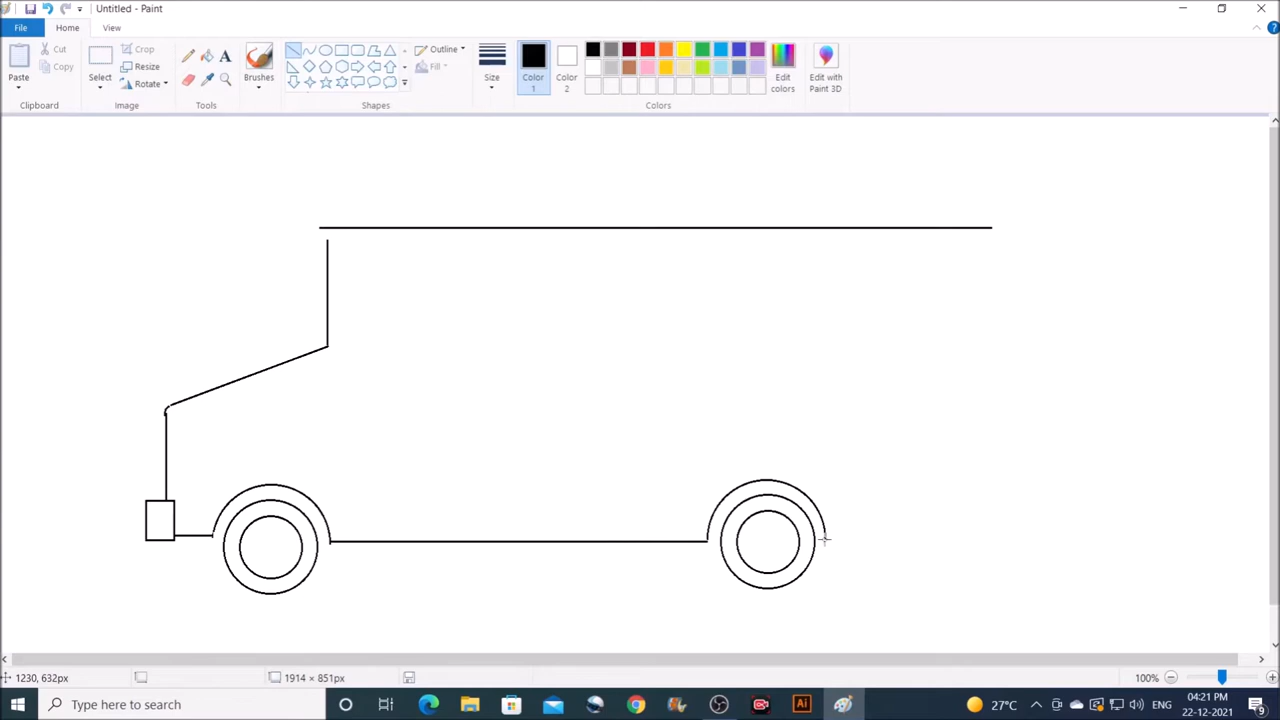 Untitled - Paint
File
Home
View
Paste
Cut
Copy
Clipboard
Select
Crop
Resize
Rotate
Image
Tools
A
Brushes
Outline
Fill
Shapes
Size
Color 1
Color 2
Edit colors
Colors
Edit with Paint 3D
?
1230, 632px
1914 × 851px
100%
Type here to search
Ai
27°C
ENG
04:21 PM
22-12-2021
9